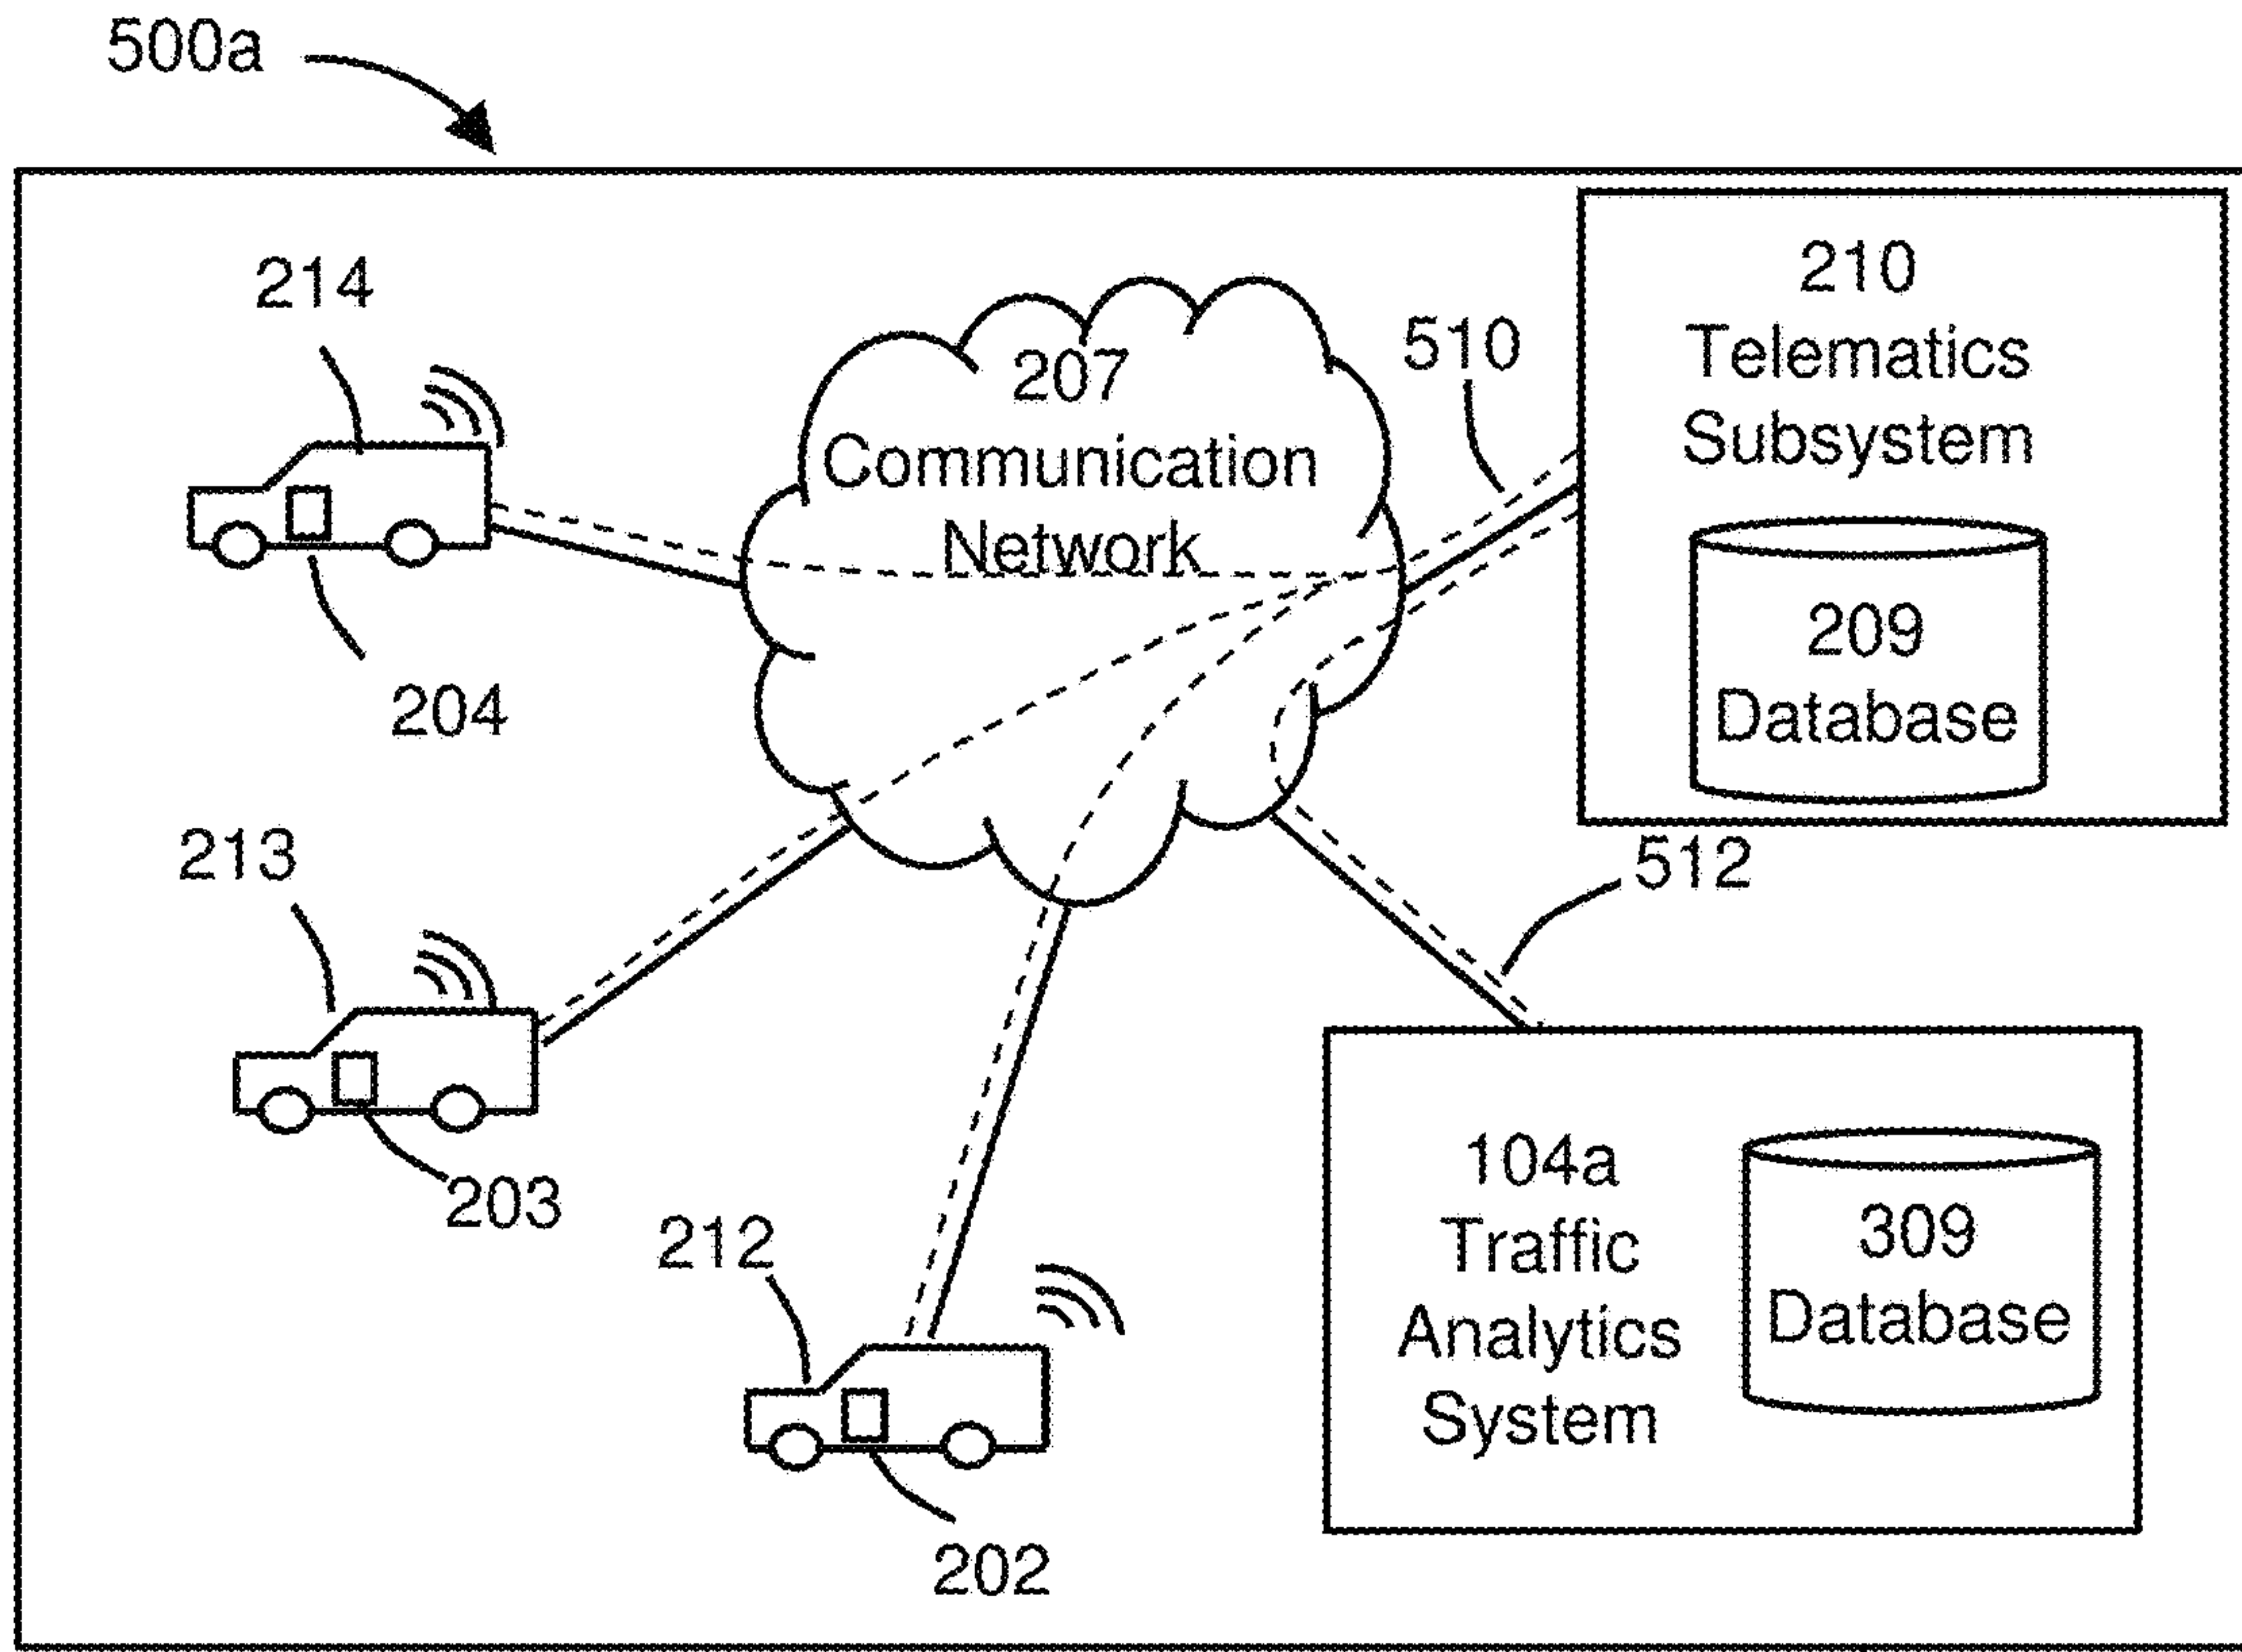 500a
214
204
207
Communication
Network
510
210
Telematics
Subsystem
209
Database
213
203
512
212
202
104a
Traffic
Analytics
System
309
Database